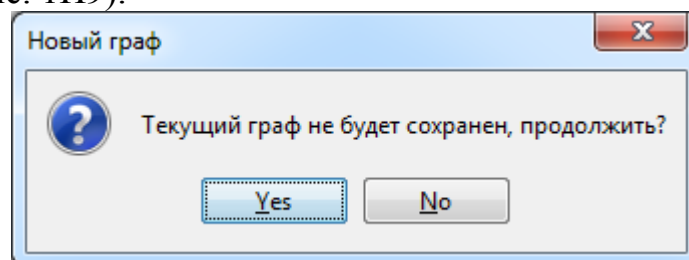 Новый граф
Текущий граф не будет сохранен, продолжить?
Yes No